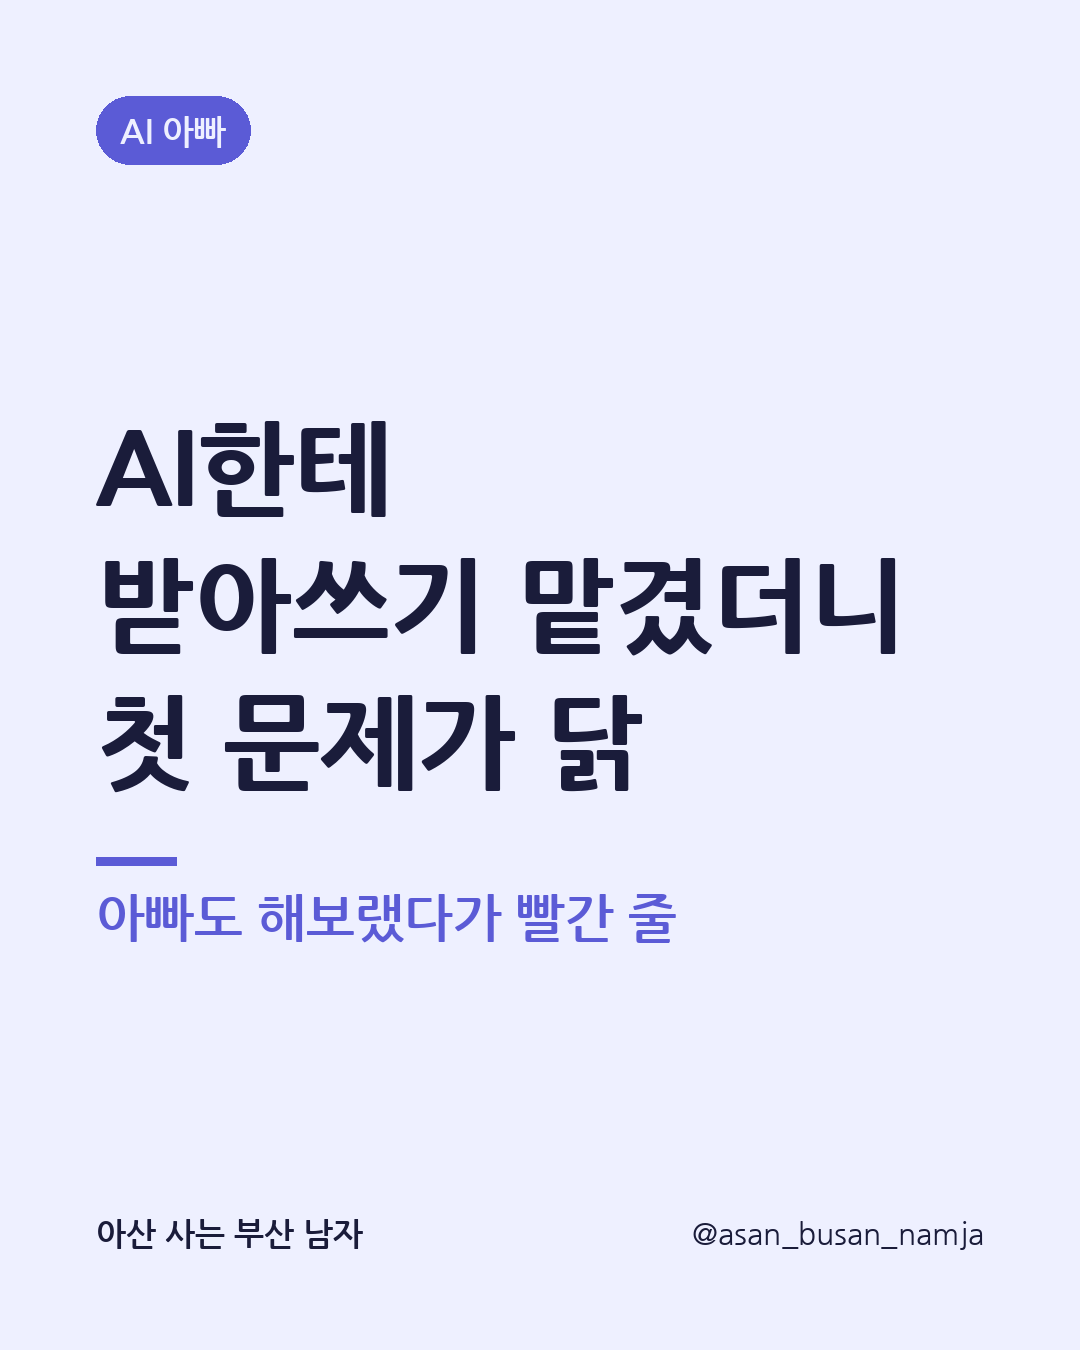 AI 아빠
AI한테
받아쓰기 맡겼더니
첫 문제가 닭
아빠도 해보랬다가 빨간 줄
아산 사는 부산 남자
@asan_busan_namja